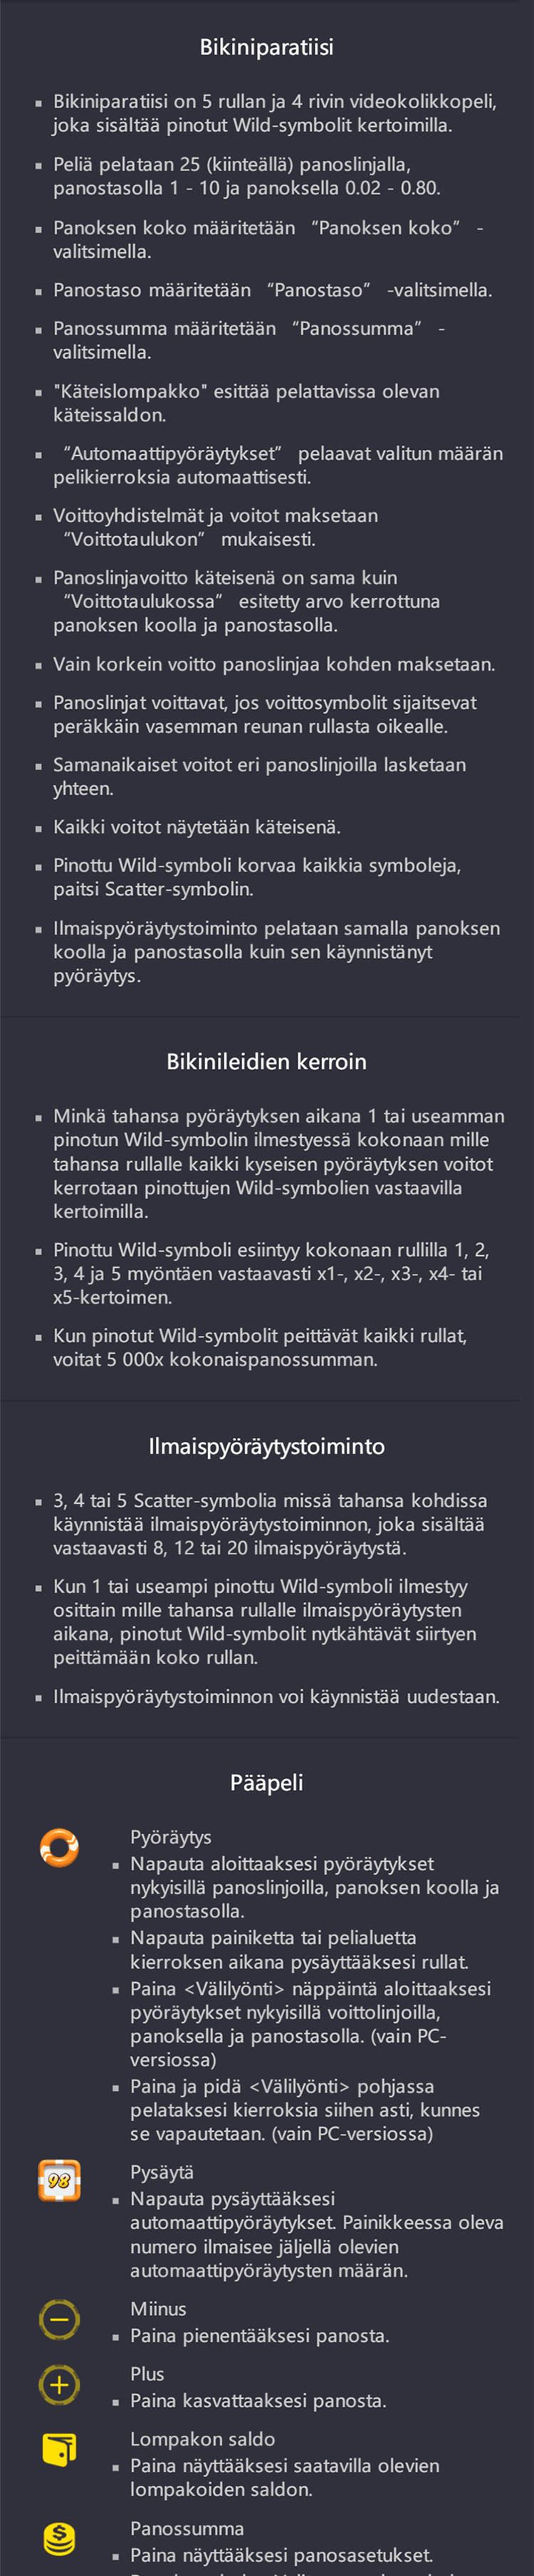 Bikiniparatiisi
▪ Bikiniparatiisi on 5 rullan ja 4 rivin videokolikkopeli,
joka sisältää pinotut Wild-symbolit kertoimilla.
▪ Peliä pelataan 25 (kiinteällä) panoslinjalla,
panostasolla 1 - 10 ja panoksella 0.02 - 0.80.
▪ Panoksen koko määritetään “Panoksen koko” -
valitsimella.
▪ Panostaso määritetään “Panostaso” -valitsimella.
▪ Panossumma määritetään “Panossumma” -
valitsimella.
▪ "Käteislompakko" esittää pelattavissa olevan
käteissaldon.
▪ “Automaattipyöräytykset” pelaavat valitun määrän
pelikierroksia automaattisesti.
▪ Voittoyhdistelmät ja voitot maksetaan
“Voittotaulukon” mukaisesti.
▪ Panoslinjavoitto käteisenä on sama kuin
“Voittotaulukossa” esitetty arvo kerrottuna
panoksen koolla ja panostasolla.
▪ Vain korkein voitto panoslinjaa kohden maksetaan.
▪ Panoslinjat voittavat, jos voittosymbolit sijaitsevat
peräkkäin vasemman reunan rullasta oikealle.
▪ Samanaikaiset voitot eri panoslinjoilla lasketaan
yhteen.
▪ Kaikki voitot näytetään käteisenä.
▪ Pinottu Wild-symboli korvaa kaikkia symboleja,
paitsi Scatter-symbolin.
▪ Ilmaispyöräytystoiminto pelataan samalla panoksen
koolla ja panostasolla kuin sen käynnistänyt
pyöräytys.
Bikinileidien kerroin
▪ Minkä tahansa pyöräytyksen aikana 1 tai useamman
pinotun Wild-symbolin ilmestyessä kokonaan mille
tahansa rullalle kaikki kyseisen pyöräytyksen voitot
kerrotaan pinottujen Wild-symbolien vastaavilla
kertoimilla.
▪ Pinottu Wild-symboli esiintyy kokonaan rullilla 1, 2,
3, 4 ja 5 myöntäen vastaavasti x1-, x2-, x3-, x4- tai
x5-kertoimen.
▪ Kun pinotut Wild-symbolit peittävät kaikki rullat,
voitat 5 000x kokonaispanossumman.
Ilmaispyöräytystoiminto
▪ 3, 4 tai 5 Scatter-symbolia missä tahansa kohdissa
käynnistää ilmaispyöräytystoiminnon, joka sisältää
vastaavasti 8, 12 tai 20 ilmaispyöräytystä.
▪ Kun 1 tai useampi pinottu Wild-symboli ilmestyy
osittain mille tahansa rullalle ilmaispyöräytysten
aikana, pinotut Wild-symbolit nytkähtävät siirtyen
peittämään koko rullan.
▪ Ilmaispyöräytystoiminnon voi käynnistää uudestaan.
Pääpeli
Pyöräytys
▪ Napauta aloittaaksesi pyöräytykset
nykyisillä panoslinjoilla, panoksen koolla ja
panostasolla.
▪ Napauta painiketta tai pelialuetta
kierroksen aikana pysäyttääksesi rullat.
▪ Paina <Välilyönti> näppäintä aloittaaksesi
pyöräytykset nykyisillä voittolinjoilla,
panoksella ja panostasolla. (vain PC-
versiossa)
▪ Paina ja pidä <Välilyönti> pohjassa
pelataksesi kierroksia siihen asti, kunnes
se vapautetaan. (vain PC-versiossa)
98
Pysäytä
▪ Napauta pysäyttääksesi
automaattipyöräytykset. Painikkeessa oleva
numero ilmaisee jäljellä olevien
automaattipyöräytysten määrän.
Miinus
▪ Paina pienentääksesi panosta.
Plus
▪ Paina kasvattaaksesi panosta.
Lompakon saldo
▪ Paina näyttääksesi saatavilla olevien
lompakoiden saldon.
Panossumma
▪ Paina näyttääksesi panosasetukset.